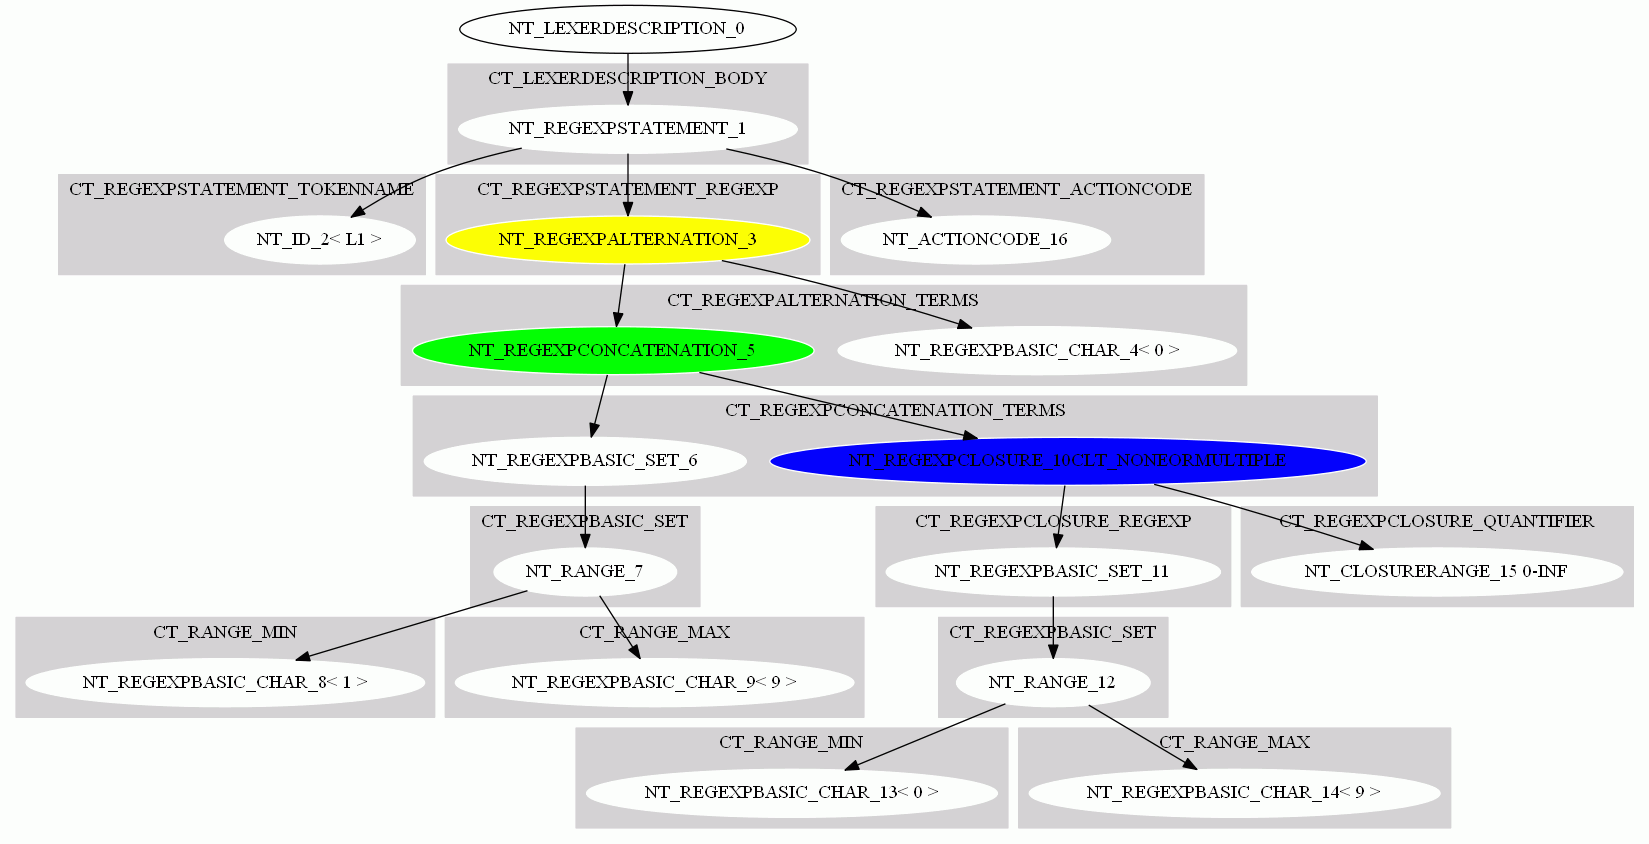 NT_LEXERDESCRIPTION_0
CT_LEXERDESCRIPTION_BODY
NT_REGEXPSTATEMENT_1
CT_REGEXPSTATEMENT_TOKENNAME
CT_REGEXPSTATEMENT_REGEXP
CT_REGEXPSTATEMENT_ACTIONCODE
NT_ID_2< L1 >
NT_REGEXPALTERNATION_3
NT_ACTIONCODE_16
CT_REGEXPALTERNATION_TERMS
NT_REGEXPCONCATENATION_5
NT_REGEXPBASIC_CHAR_4< 0 >
CT_REGEXPCONCATENATION_TERMS
NT_REGEXPBASIC_SET_6
NT_REGEXPCLOSURE_10CLT_NONEORMULTIPLE
CT_REGEXPBASIC_SET
CT_REGEXPCLOSURE_REGEXP
CT_REGEXPCLOSURE_QUANTIFIER
NT_RANGE_7
NT_REGEXPBASIC_SET_11
NT_CLOSURERANGE_15 0-INF
CT_RANGE_MIN
CT_RANGE_MAX
CT_REGEXPBASIC_SET
NT_REGEXPBASIC_CHAR_8< 1 >
NT_REGEXPBASIC_CHAR_9< 9 >
NT_RANGE_12
CT_RANGE_MIN
CT_RANGE_MAX
NT_REGEXPBASIC_CHAR_13< 0 >
NT_REGEXPBASIC_CHAR_14< 9 >